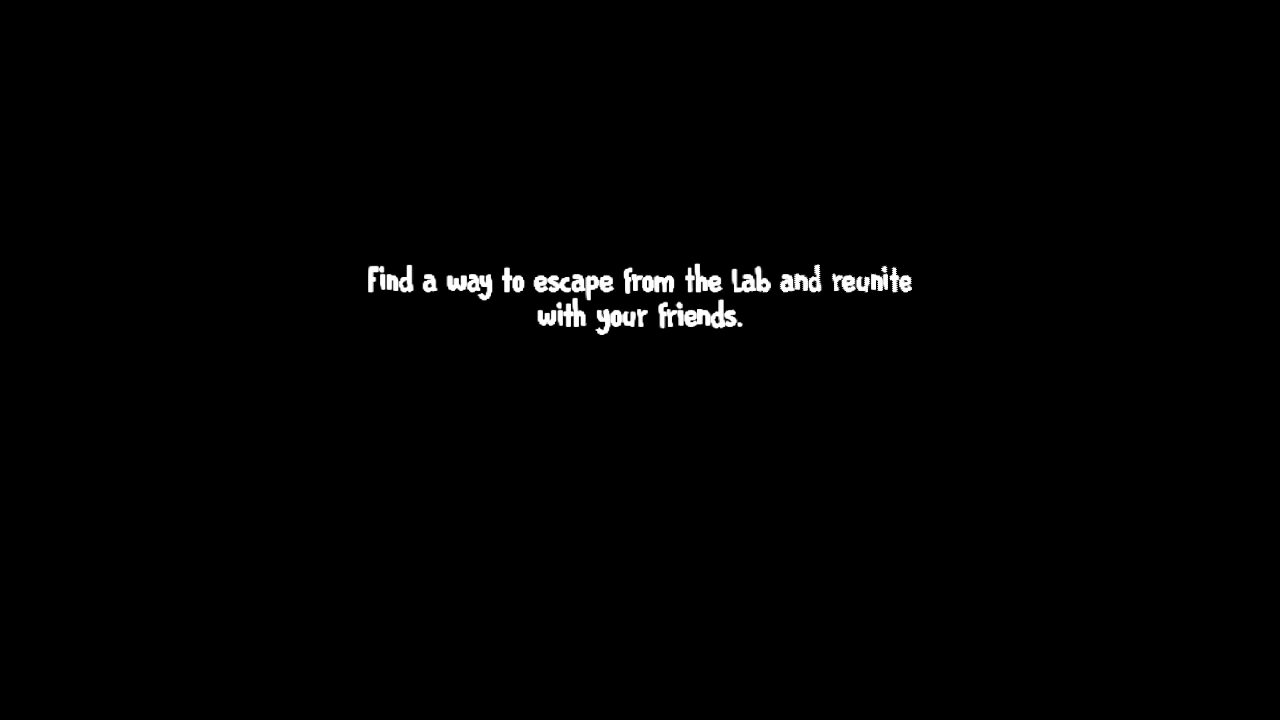 Find a way to escape from the Lab and reunite
with your friends.